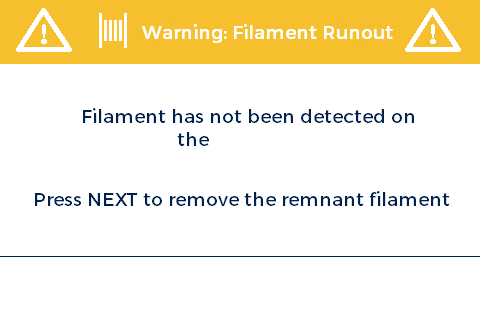 Warning: Filament Runout
Filament has not been detected on
the
Press NEXT to remove the remnant filament